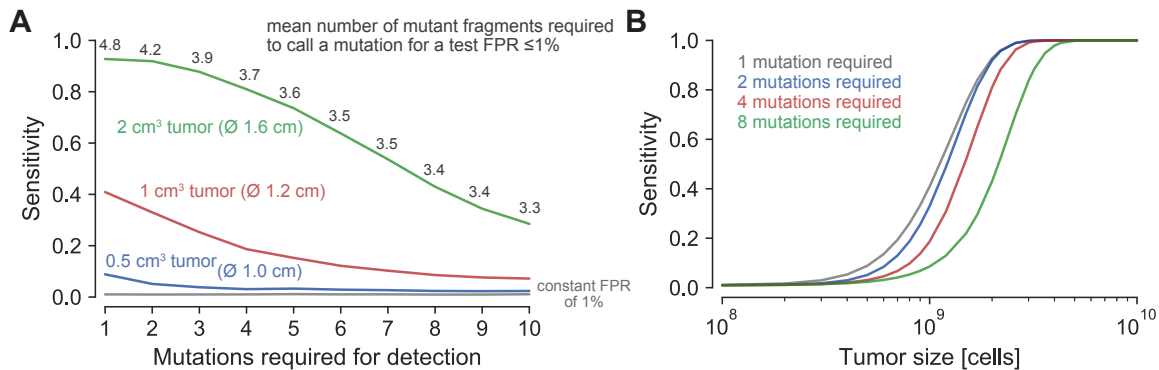 A
mean number of mutant fragments required
to call a mutation for a test FPR ≤1%
1.0
0.8
0.6
0.4
0.2
0.0
Sensitivity
4.8
4.2
3.9
3.7
3.6
3.5
3.5
3.4
3.4
3.3
2 cm³ tumor (Ø 1.6 cm)
1 cm³ tumor (Ø 1.2 cm)
0.5 cm³ tumor (Ø 1.0 cm)
constant FPR
of 1%
1 2 3 4 5 6 7 8 9 10
Mutations required for detection
B
1.0
0.8
0.6
0.4
0.2
0.0
Sensitivity
1 mutation required
2 mutations required
4 mutations required
8 mutations required
10⁸ 10⁹ 10¹⁰
Tumor size [cells]